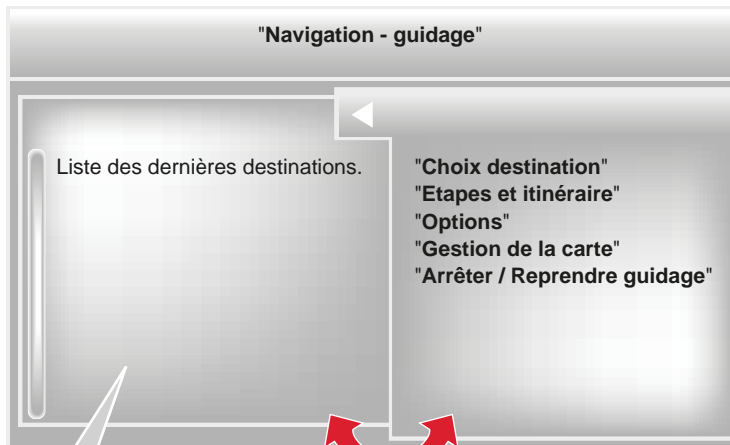 "Navigation - guidage"
Liste des dernières destinations.
"Choix destination"
"Etapes et itinéraire"
"Options"
"Gestion de la carte"
"Arrêter / Reprendre guidage"